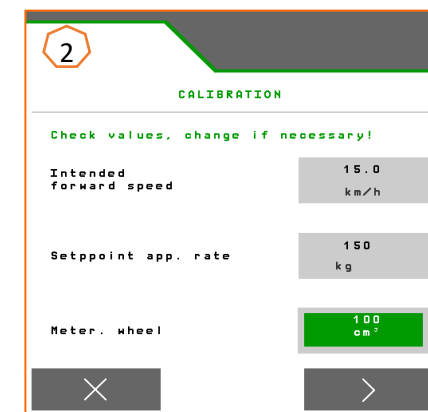 2
CALIBRATION
Check values, change if necessary!
Intended
forward speed
15.0
km/h
Setppoint app. rate
150
kg
Meter. wheel
100
cm³